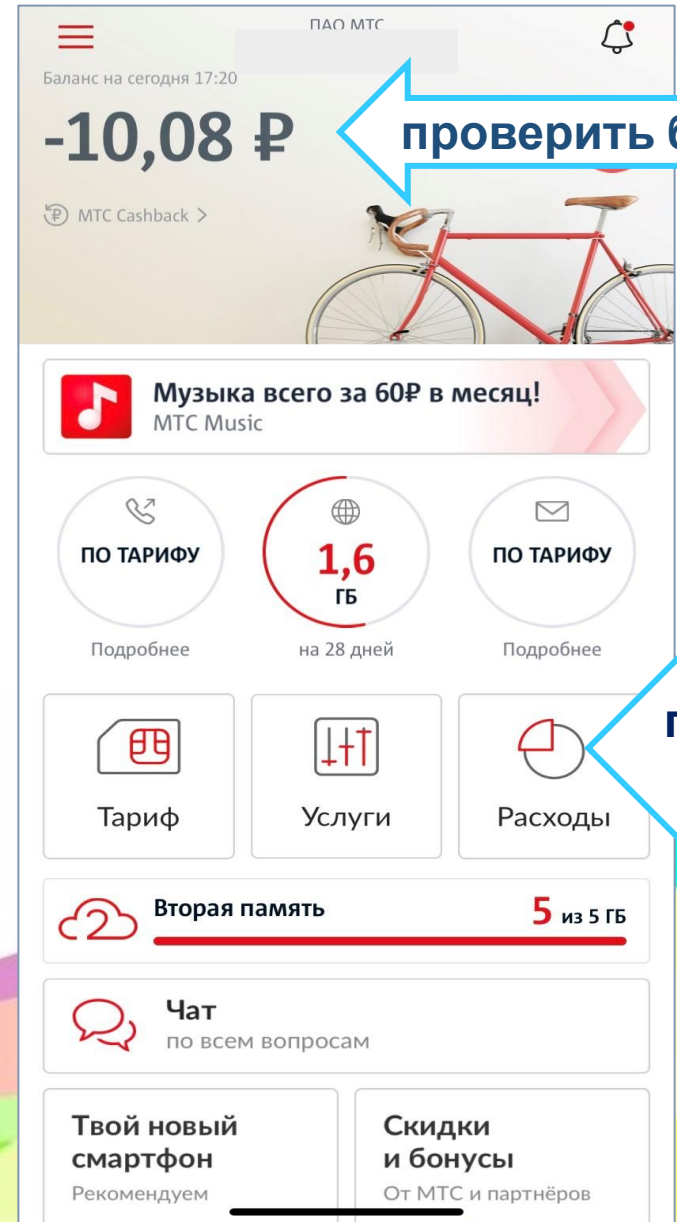 ПАО МТС
Баланс на сегодня 17:20
-10,08 ₽
проверить б
МТС Cashback >
Музыка всего за 60₽ в месяц!
МТС Music
ПО ТАРИФУ
1,6
ГБ
ПО ТАРИФУ
Подробнее
на 28 дней
Подробнее
п
Тариф
Услуги
Расходы
2
Вторая память
5 из 5 ГБ
Чат
по всем вопросам
Твой новый
смартфон
Рекомендуем
Скидки
и бонусы
От МТС и партнёров